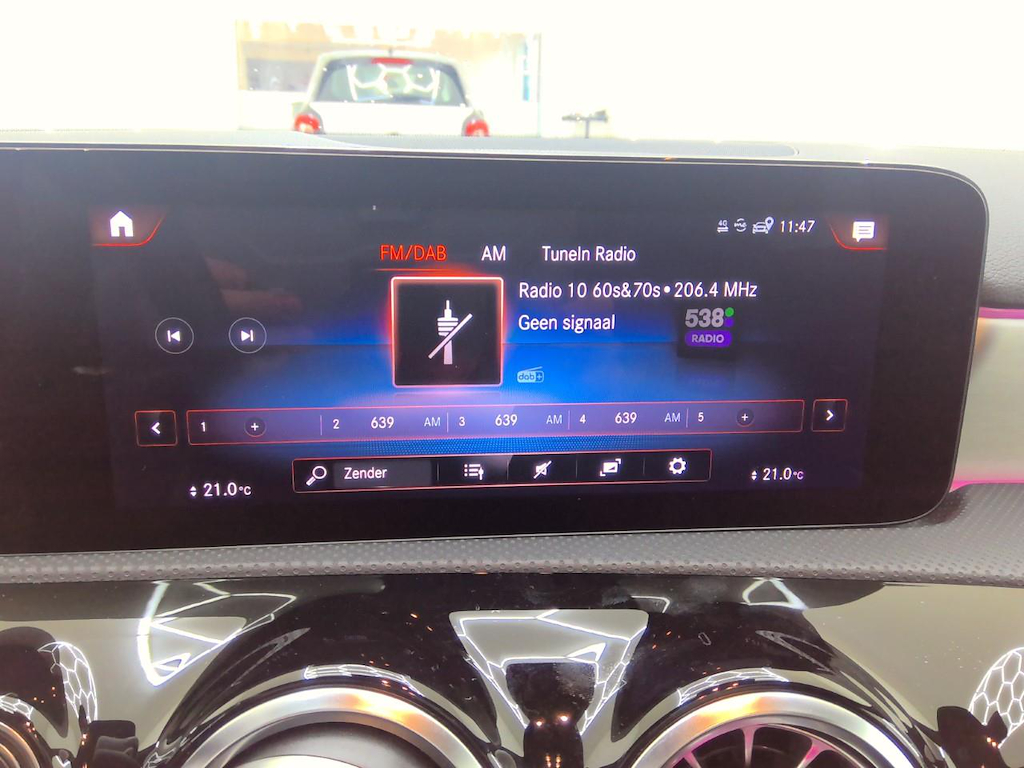 4G 11:47
FM/DAB AM TuneIn Radio
Radio 10 60s&70s • 206.4 MHz
Geen signaal
538
RADIO
dab+
1 + 2 639 AM 3 639 AM 4 639 AM 5 +
Zender
21.0°C
21.0°C